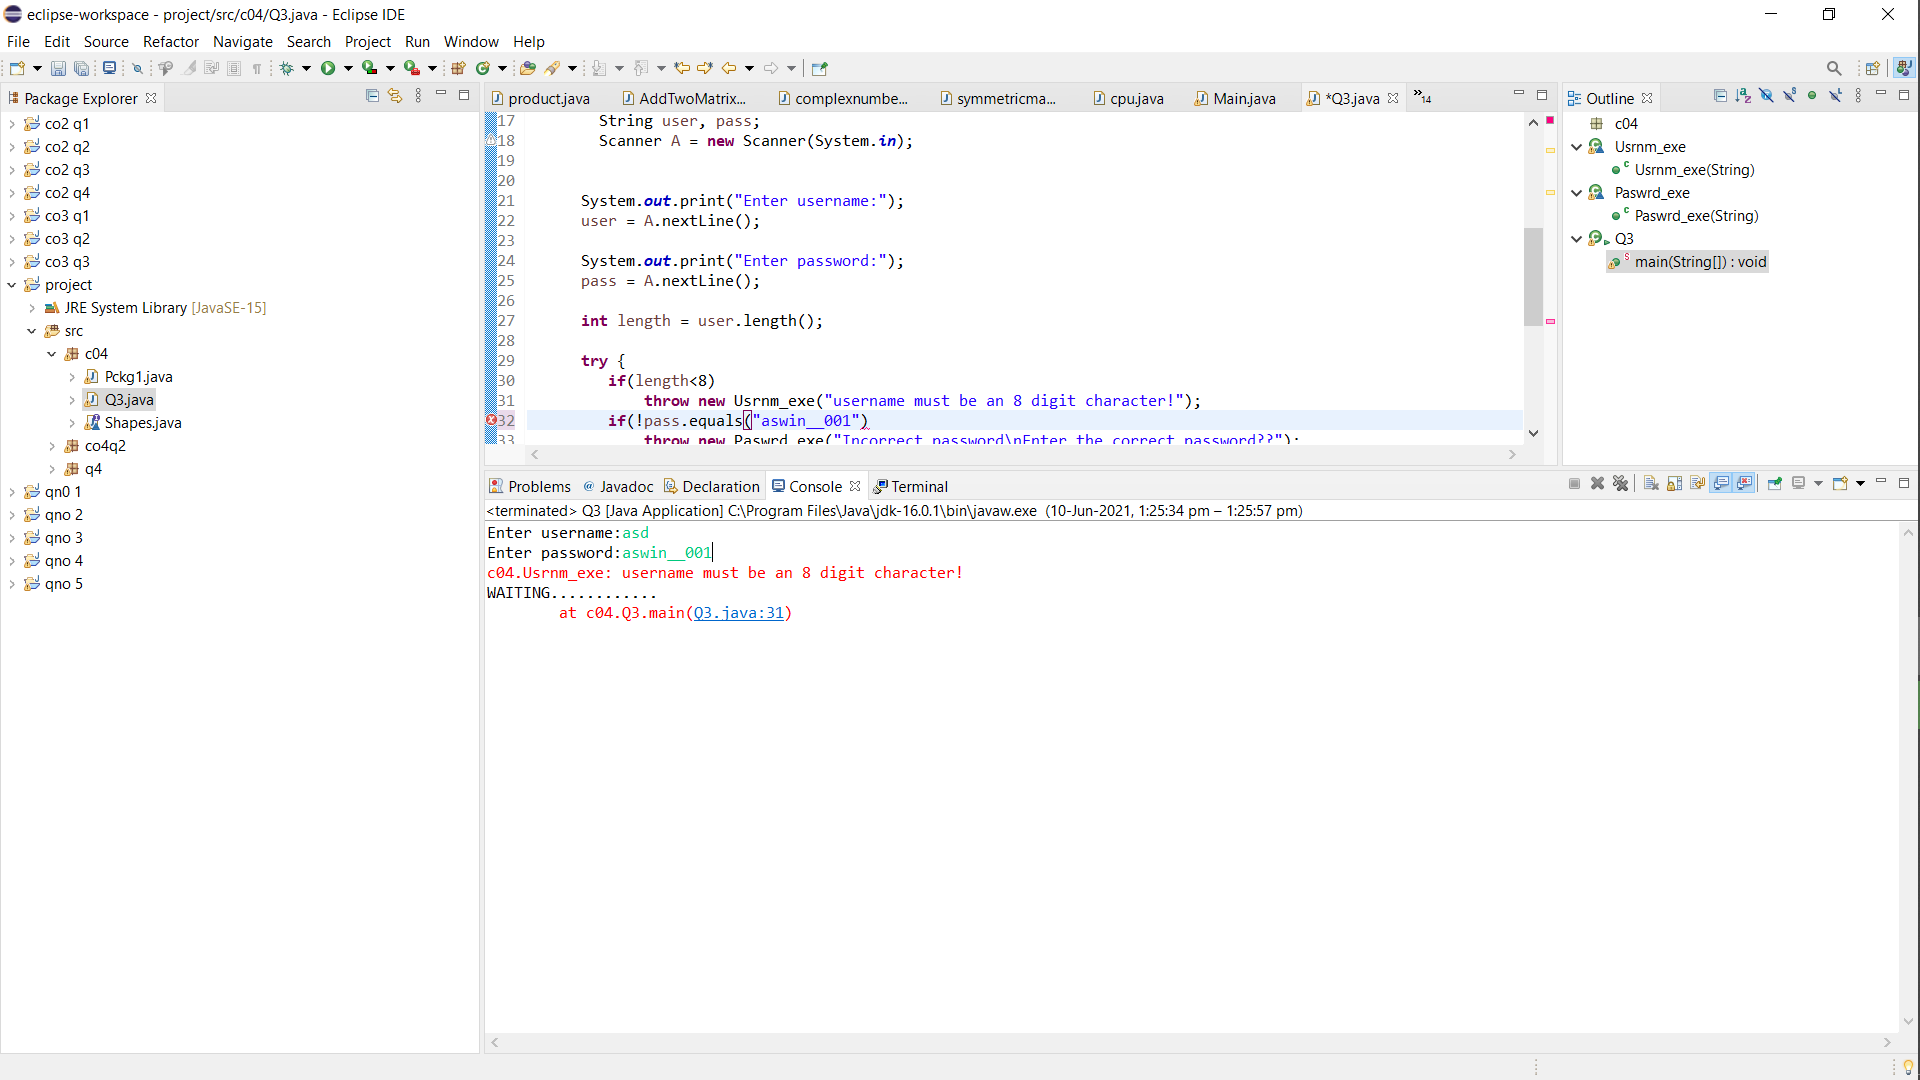 eclipse-workspace - project/src/c04/Q3.java - Eclipse IDE
File Edit Source Refactor Navigate Search Project Run Window Help
Package Explorer
co2 q1
co2 q2
co2 q3
co2 q4
co3 q1
co3 q2
co3 q3
project
JRE System Library [JavaSE-15]
src
c04
Pckg1.java
Q3.java
Shapes.java
co4q2
q4
qn0 1
qno 2
qno 3
qno 4
qno 5
product.java AddTwoMatrix... complexnumbe... symmetricma... cpu.java Main.java *Q3.java »14
17 String user, pass;
18 Scanner A = new Scanner(System.in);
19
20
21 System.out.print("Enter username:");
22 user = A.nextLine();
23
24 System.out.print("Enter password:");
25 pass = A.nextLine();
26
27 int length = user.length();
28
29 try {
30 if(length<8)
31 throw new Usrnm_exe("username must be an 8 digit character!");
32 if(!pass.equals("aswin__001")
33 throw new Paswrd_exe("Incorrect password\nEnter the correct password??");
Outline
c04
Usrnm_exe
Usrnm_exe(String)
Paswrd_exe
Paswrd_exe(String)
Q3
main(String[]) : void
Problems @ Javadoc Declaration Console Terminal
<terminated> Q3 [Java Application] C:\Program Files\Java\jdk-16.0.1\bin\javaw.exe (10-Jun-2021, 1:25:34 pm – 1:25:57 pm)
Enter username:asd
Enter password:aswin__001
c04.Usrnm_exe: username must be an 8 digit character!
WAITING............
at c04.Q3.main(Q3.java:31)